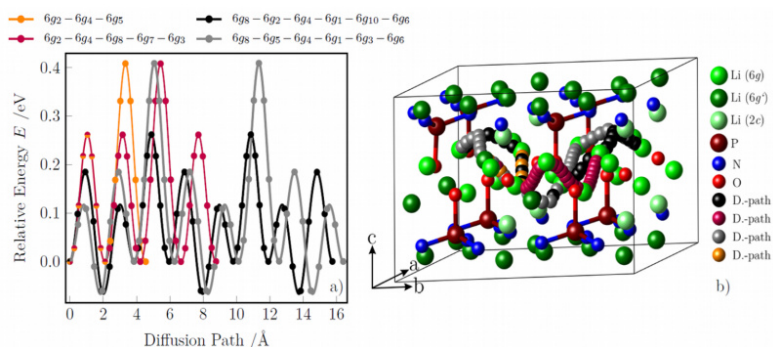 6g2−6g4−6g5
6g8−6g2−6g4−6g1−6g10−6g6
6g2−6g4−6g8−6g7−6g3
6g8−6g5−6g4−6g1−6g3−6g6
Relative Energy E /eV
0.4
0.3
0.2
0.1
0.0
0 2 4 6 8 10 12 14 16
Diffusion Path /Å
a)
c
a
b
Li (6g)
Li (6g')
Li (2c)
P
N
O
D.-path
D.-path
D.-path
D.-path
b)